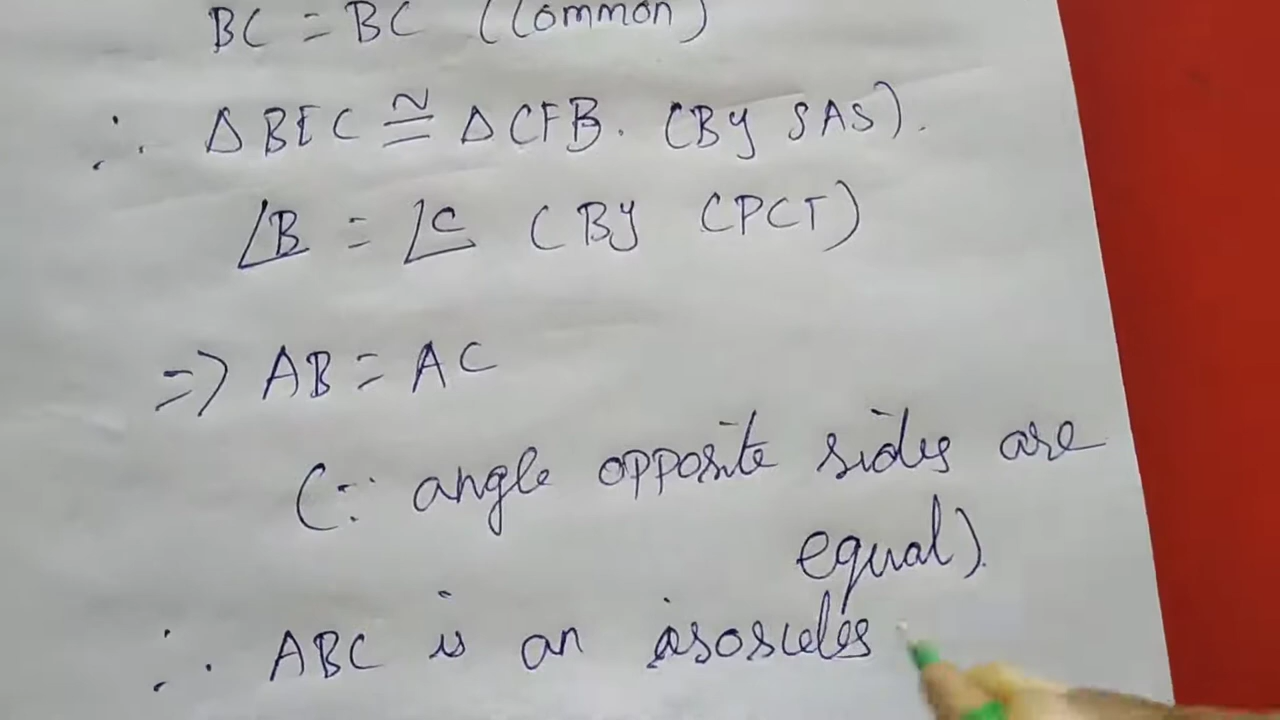 BC = BC (Common)
∴ ΔBEC ≅ ΔCFB. (By SAS).
∠B = ∠C (By CPCT)
=> AB = AC
(∵ angle opposite sides are
equal).
∴ ABC is an isosceles